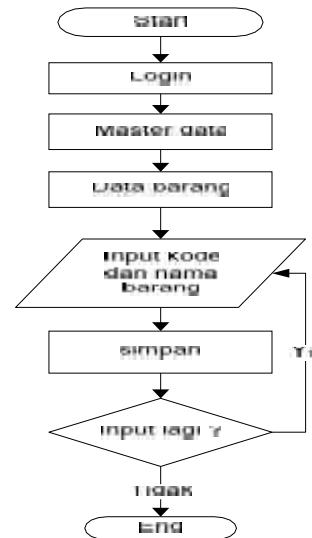 Start
Login
Master data
Data barang
Input kode
dan nama
barang
simpan
Input lagi ?
Tidak
End